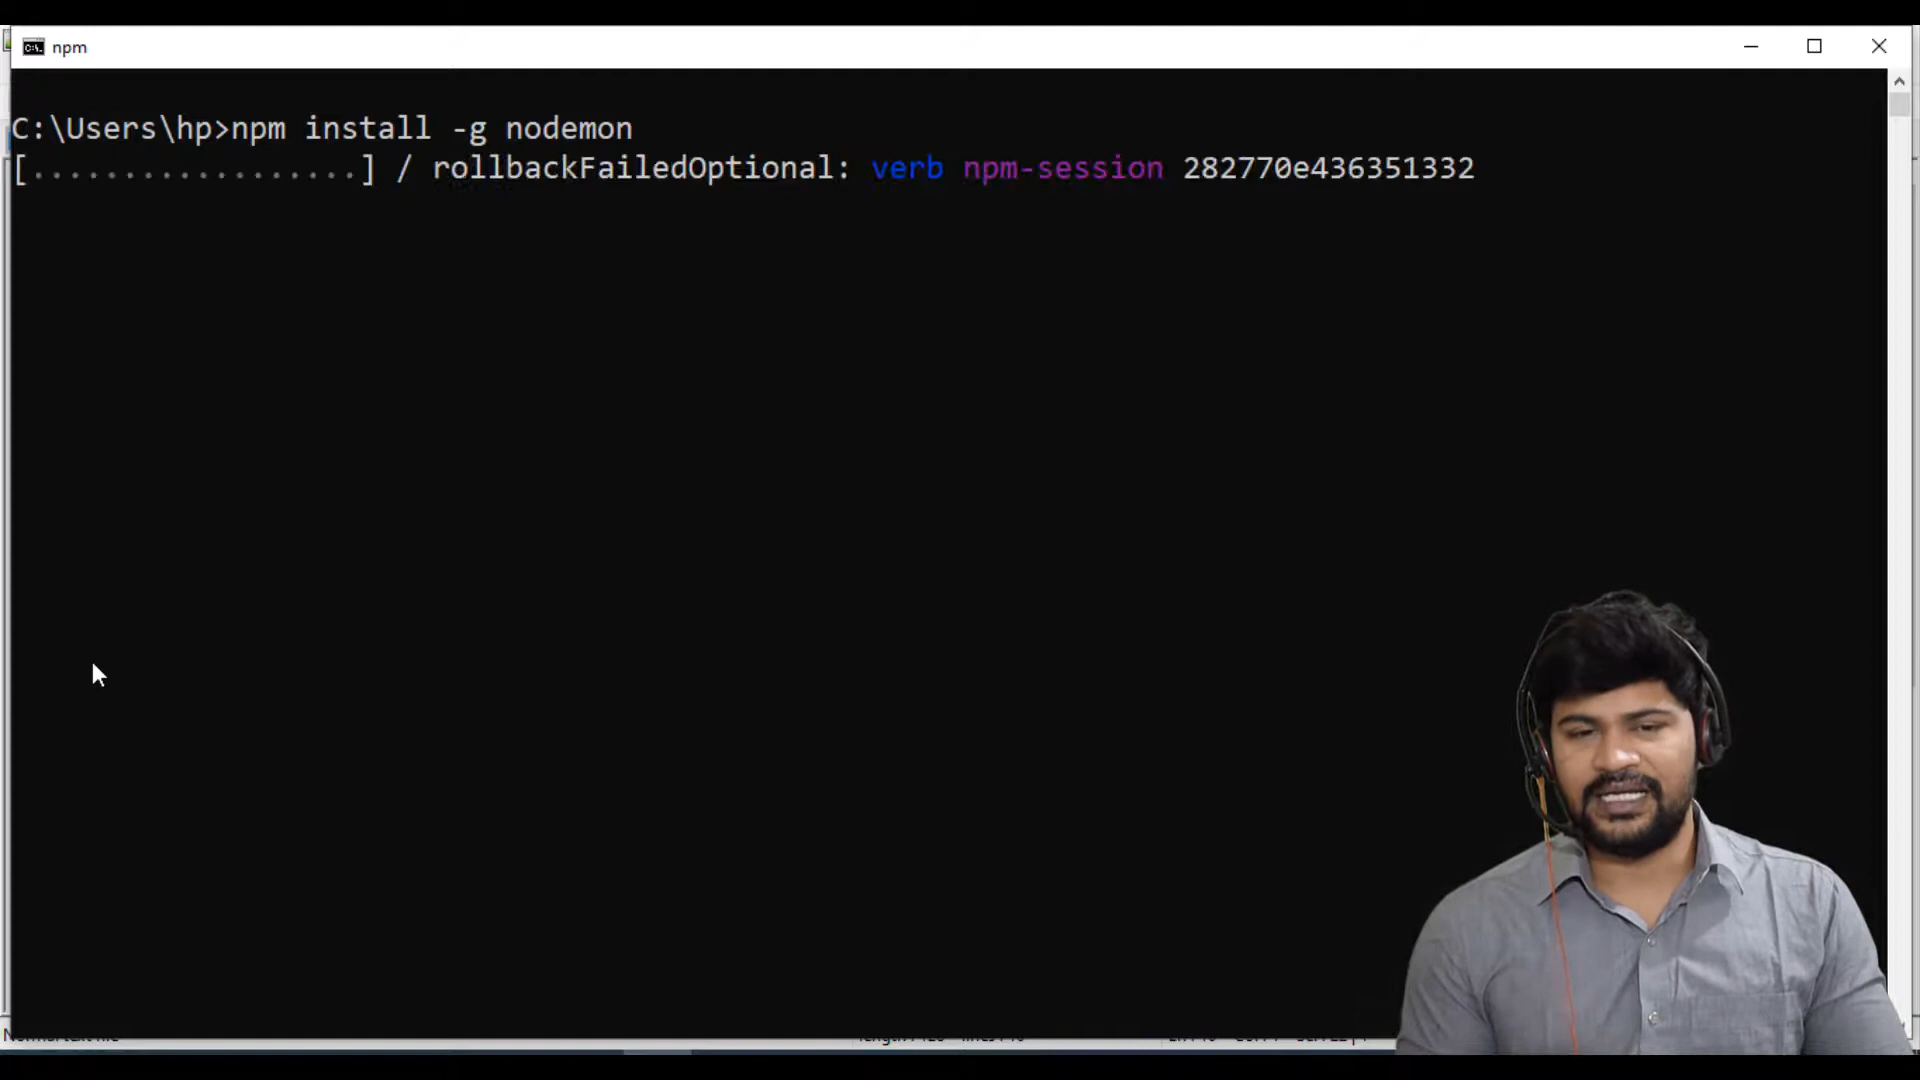 npm
C:\Users\hp>npm install -g nodemon
[..................] / rollbackFailedOptional: verb npm-session 282770e436351332